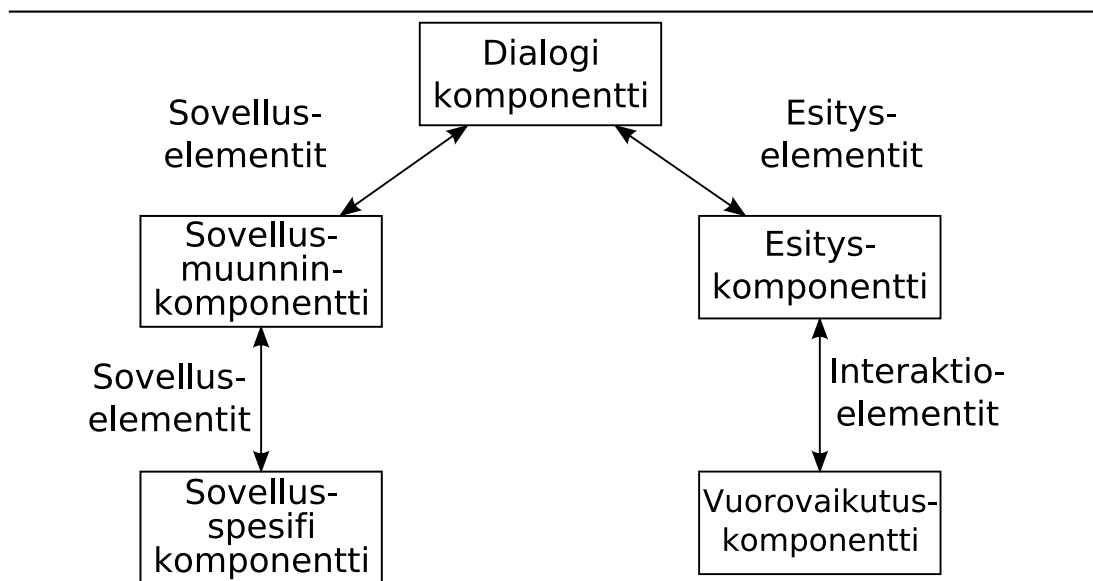 Dialogi
komponentti
Sovellus-
elementit
Esitys-
elementit
Sovellus-
muunnin-
komponentti
Esitys-
komponentti
Sovellus-
elementit
Interaktio-
elementit
Sovellus-
spesifi
komponentti
Vuorovaikutus-
komponentti